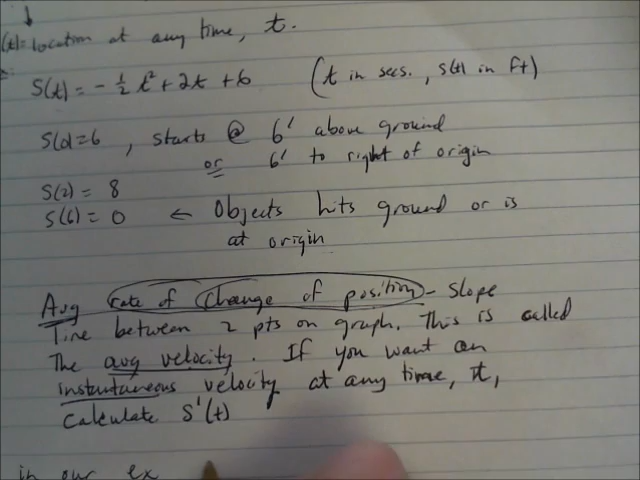 (t) = location at any time, t.
S(t) = -½ t² + 2t + 6 (t in secs., s(t) in ft)
S(0) = 6, starts @ 6' above ground
or 6' to right of origin
S(2) = 8
S(6) = 0 ← Objects hits ground or is
at origin
Avg rate of change of position - Slope
line between 2 pts on graph. This is called
The avg velocity. If you want an
instantaneous velocity at any time, t,
calculate S'(t)
in our ex